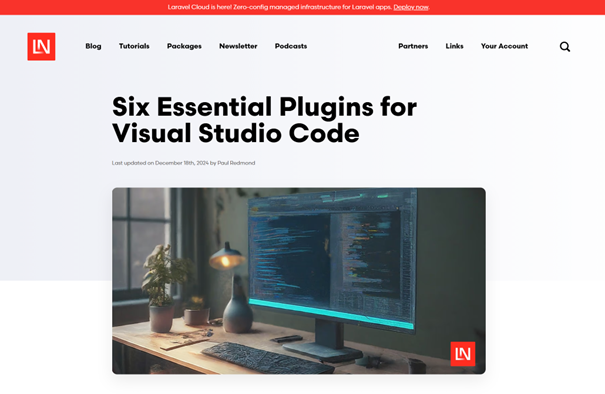 Laravel Cloud is here! Zero-config managed infrastructure for Laravel apps. Deploy now.
LN
Blog Tutorials Packages Newsletter Podcasts Partners Links Your Account
Six Essential Plugins for
Visual Studio Code
Last updated on December 18th, 2024 by Paul Redmond
LN